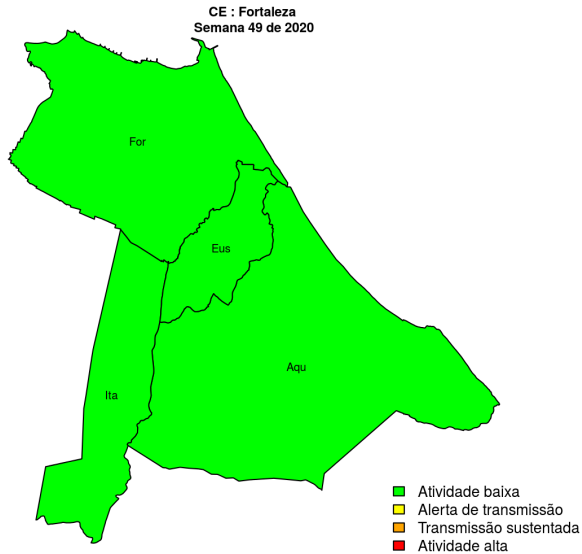 CE : Fortaleza
Semana 49 de 2020
For
Eus
Aqu
Ita
Atividade baixa
Alerta de transmissão
Transmissão sustentada
Atividade alta